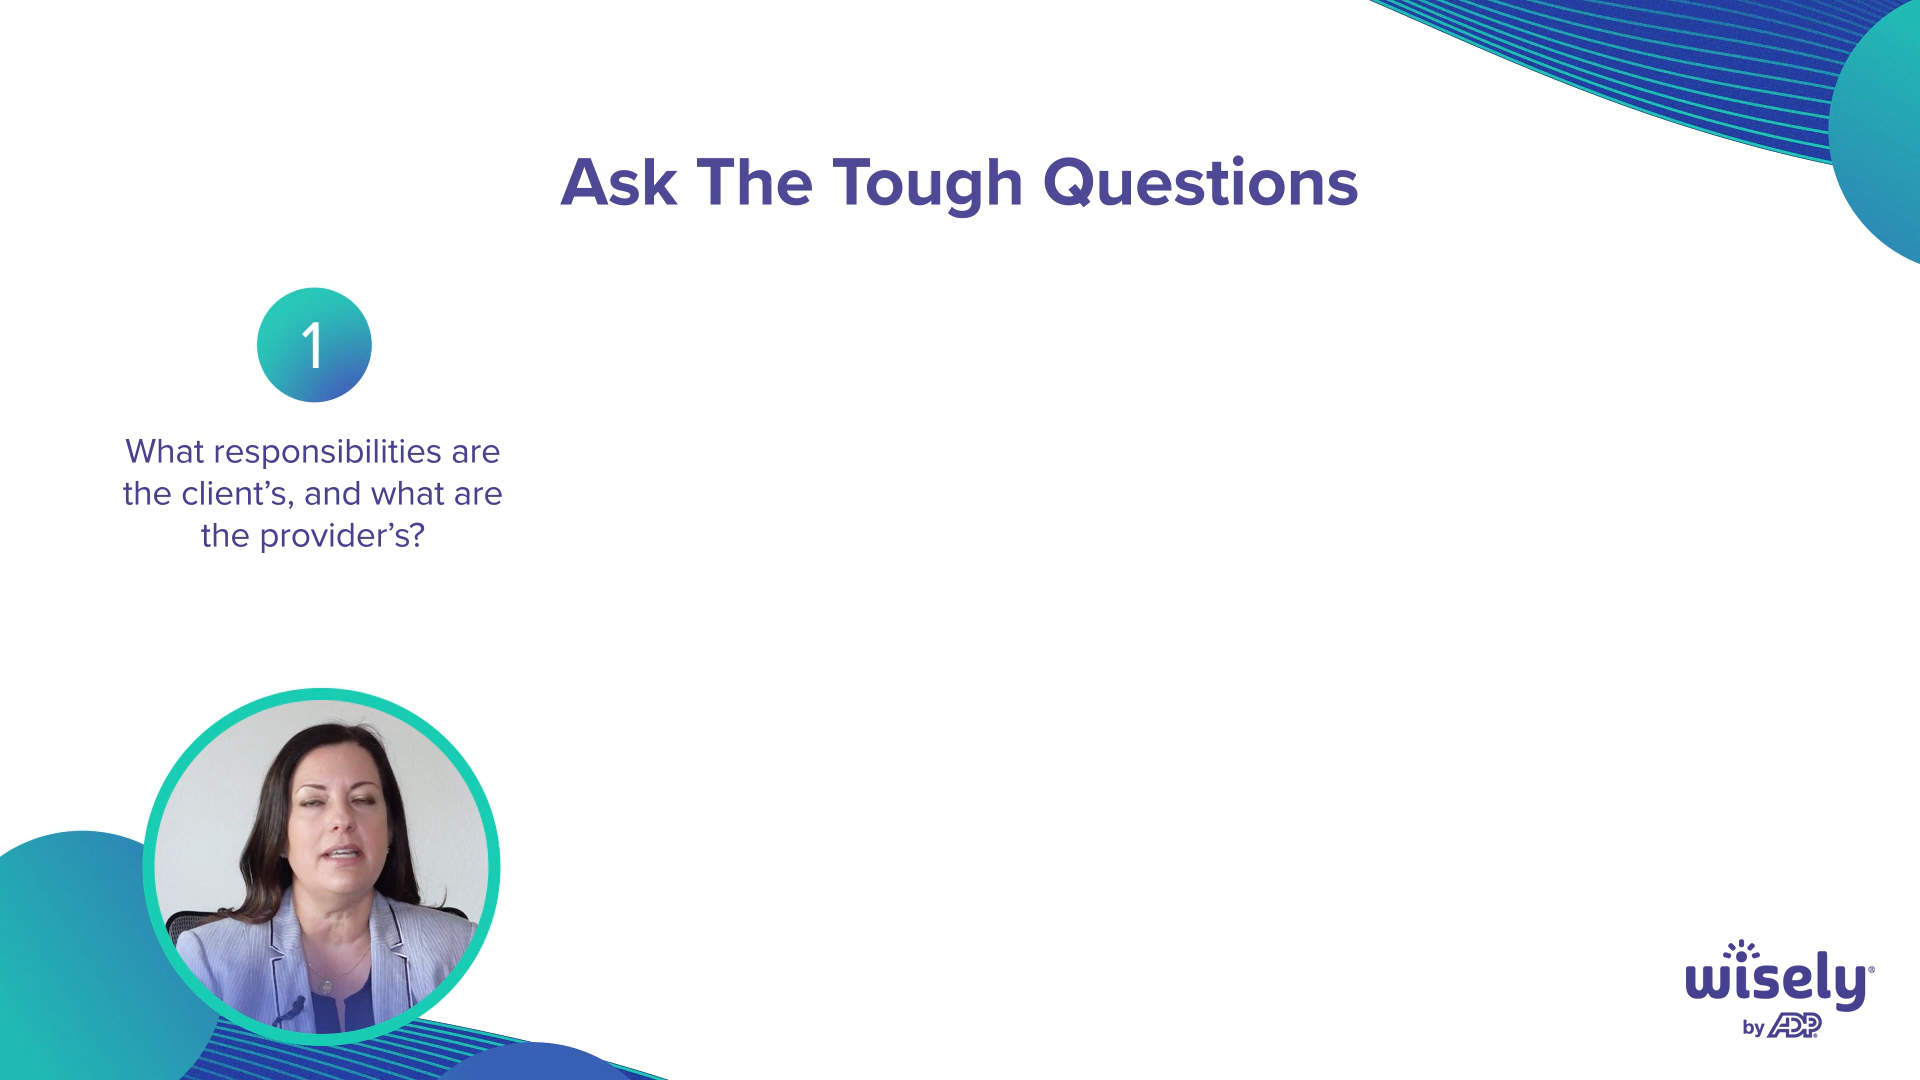 Ask The Tough Questions
1
What responsibilities are
the client’s, and what are
the provider’s?
wisely®
by ADP